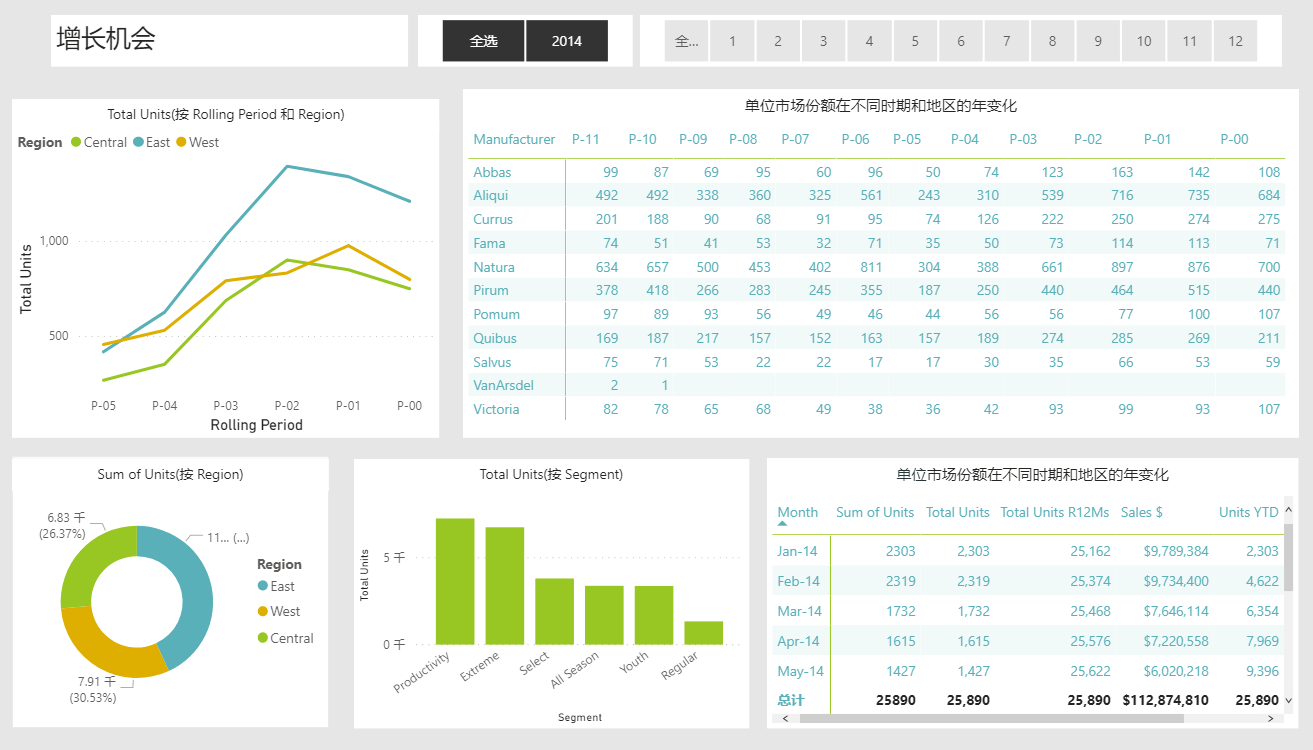 增长机会
全选 2014
全... 1 2 3 4 5 6 7 8 9 10 11 12
Total Units(按 Rolling Period 和 Region)
Region Central East West
Total Units
1,000
500
P-05 P-04 P-03 P-02 P-01 P-00
Rolling Period
单位市场份额在不同时期和地区的年变化
Manufacturer P-11 P-10 P-09 P-08 P-07 P-06 P-05 P-04 P-03 P-02 P-01 P-00
Abbas 99 87 69 95 60 96 50 74 123 163 142 108
Aliqui 492 492 338 360 325 561 243 310 539 716 735 684
Currus 201 188 90 68 91 95 74 126 222 250 274 275
Fama 74 51 41 53 32 71 35 50 73 114 113 71
Natura 634 657 500 453 402 811 304 388 661 897 876 700
Pirum 378 418 266 283 245 355 187 250 440 464 515 440
Pomum 97 89 93 56 49 46 44 56 56 77 100 107
Quibus 169 187 217 157 152 163 157 189 274 285 269 211
Salvus 75 71 53 22 22 17 17 30 35 66 53 59
VanArsdel 2 1
Victoria 82 78 65 68 49 38 36 42 93 99 93 107
Sum of Units(按 Region)
6.83 千
(26.37%)
11... (...)
7.91 千
(30.53%)
Region
East
West
Central
Total Units(按 Segment)
Total Units
5 千
0 千
Productivity Extreme Select All Season Youth Regular
Segment
单位市场份额在不同时期和地区的年变化
Month Sum of Units Total Units Total Units R12Ms Sales $ Units YTD
Jan-14 2303 2,303 25,162 $9,789,384 2,303
Feb-14 2319 2,319 25,374 $9,734,400 4,622
Mar-14 1732 1,732 25,468 $7,646,114 6,354
Apr-14 1615 1,615 25,576 $7,220,558 7,969
May-14 1427 1,427 25,622 $6,020,218 9,396
总计 25890 25,890 25,890 $112,874,810 25,890